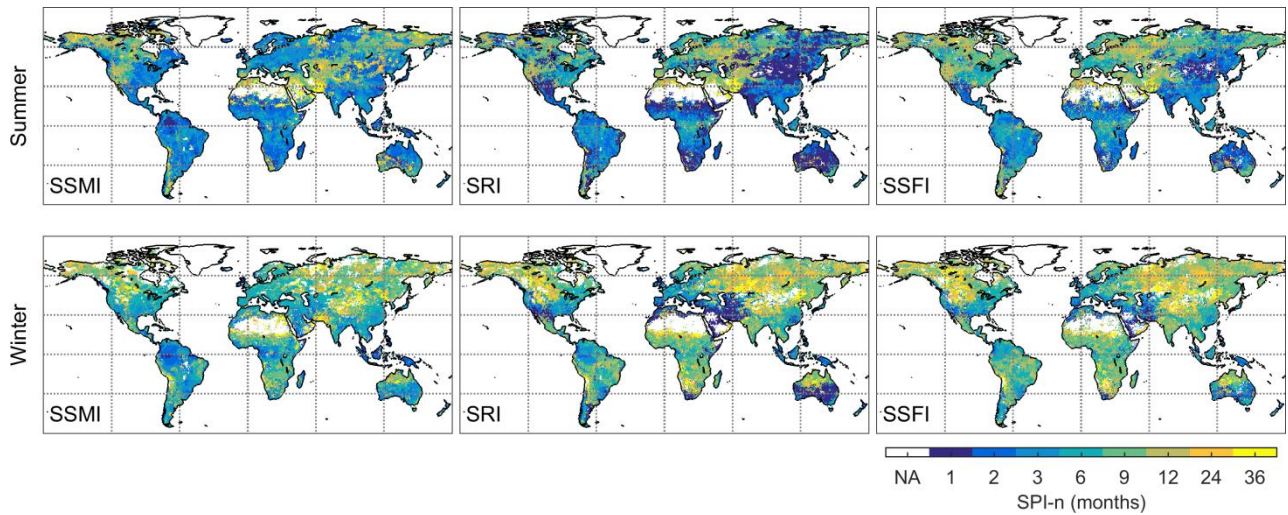 Summer
SSMI
SRI
SSFI
Winter
SSMI
SRI
SSFI
NA 1 2 3 6 9 12 24 36
SPI-n (months)